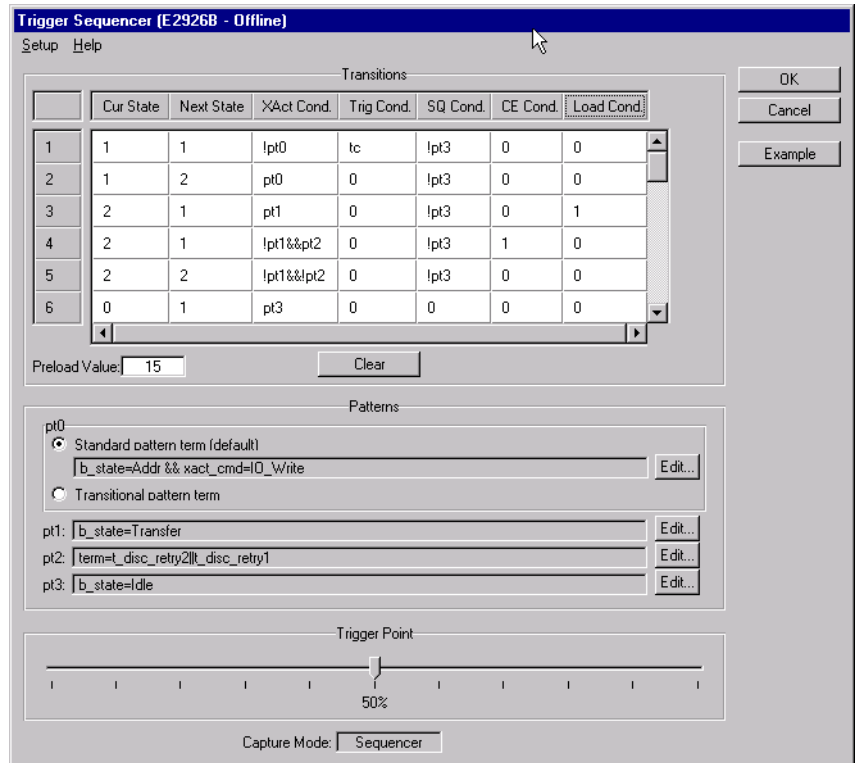 Trigger Sequencer (E2926B - Offline)
Setup Help
Transitions
OK
Cur State Next State XAct Cond. Trig Cond. SQ Cond. CE Cond. Load Cond.
Cancel
1 1 1 !pt0 tc !pt3 0 0
Example
2 1 2 pt0 0 !pt3 0 0
3 2 1 pt1 0 !pt3 0 1
4 2 1 !pt1&&pt2 0 !pt3 1 0
5 2 2 !pt1&&!pt2 0 !pt3 0 0
6 0 1 pt3 0 0 0 0
Preload Value: 15 Clear
Patterns
pt0
Standard pattern term (default)
b_state=Addr && xact_cmd=IO_Write Edit...
Transitional pattern term
pt1: b_state=Transfer Edit...
pt2: term=t_disc_retry2||t_disc_retry1 Edit...
pt3: b_state=Idle Edit...
Trigger Point
50%
Capture Mode: Sequencer